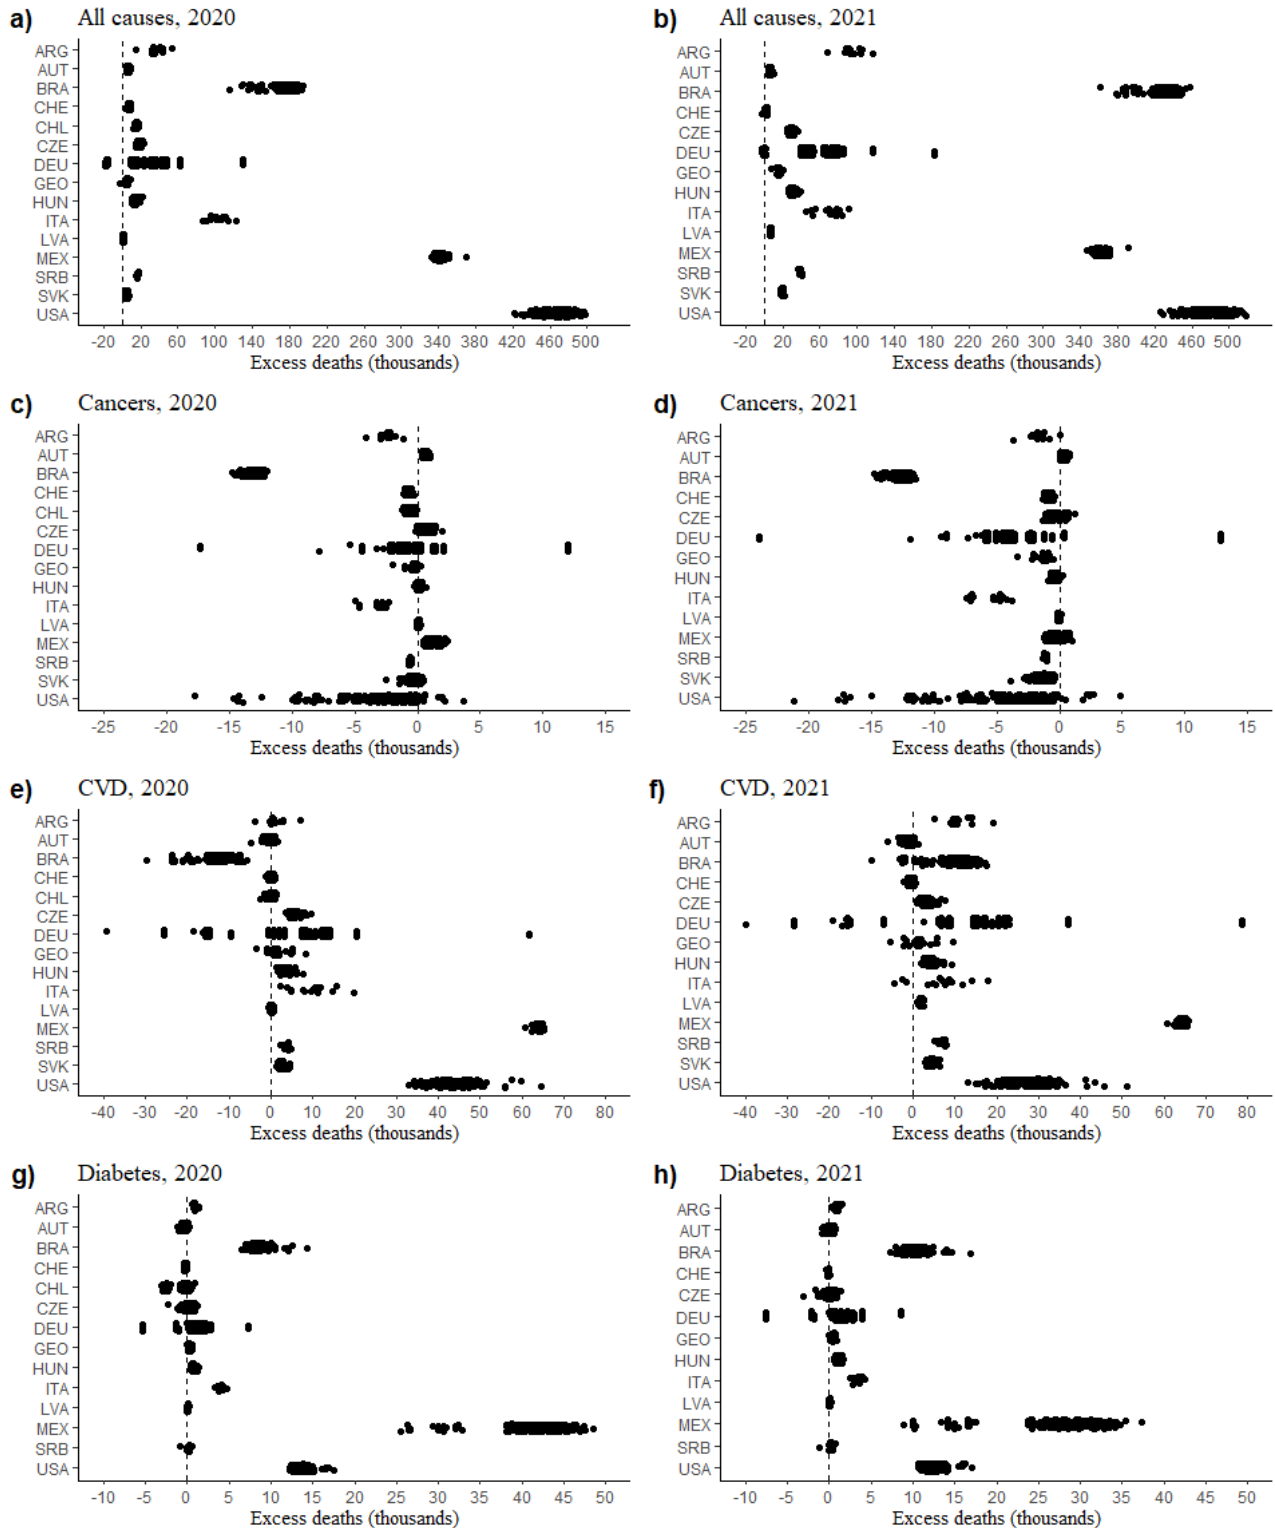 a) All causes, 2020
ARG
AUT
BRA
CHE
CHL
CZE
DEU
GEO
HUN
ITA
LVA
MEX
SRB
SVK
USA
-20 20 60 100 140 180 220 260 300 340 380 420 460 500
Excess deaths (thousands)
b) All causes, 2021
ARG
AUT
BRA
CHE
CZE
DEU
GEO
HUN
ITA
LVA
MEX
SRB
SVK
USA
-20 20 60 100 140 180 220 260 300 340 380 420 460 500
Excess deaths (thousands)
c) Cancers, 2020
ARG
AUT
BRA
CHE
CHL
CZE
DEU
GEO
HUN
ITA
LVA
MEX
SRB
SVK
USA
-25 -20 -15 -10 -5 0 5 10 15
Excess deaths (thousands)
d) Cancers, 2021
ARG
AUT
BRA
CHE
CZE
DEU
GEO
HUN
ITA
LVA
MEX
SRB
SVK
USA
-25 -20 -15 -10 -5 0 5 10 15
Excess deaths (thousands)
e) CVD, 2020
ARG
AUT
BRA
CHE
CHL
CZE
DEU
GEO
HUN
ITA
LVA
MEX
SRB
SVK
USA
-40 -30 -20 -10 0 10 20 30 40 50 60 70 80
Excess deaths (thousands)
f) CVD, 2021
ARG
AUT
BRA
CHE
CZE
DEU
GEO
HUN
ITA
LVA
MEX
SRB
SVK
USA
-40 -30 -20 -10 0 10 20 30 40 50 60 70 80
Excess deaths (thousands)
g) Diabetes, 2020
ARG
AUT
BRA
CHE
CHL
CZE
DEU
GEO
HUN
ITA
LVA
MEX
SRB
USA
-10 -5 0 5 10 15 20 25 30 35 40 45 50
Excess deaths (thousands)
h) Diabetes, 2021
ARG
AUT
BRA
CHE
CZE
DEU
GEO
HUN
ITA
LVA
MEX
SRB
USA
-10 -5 0 5 10 15 20 25 30 35 40 45 50
Excess deaths (thousands)